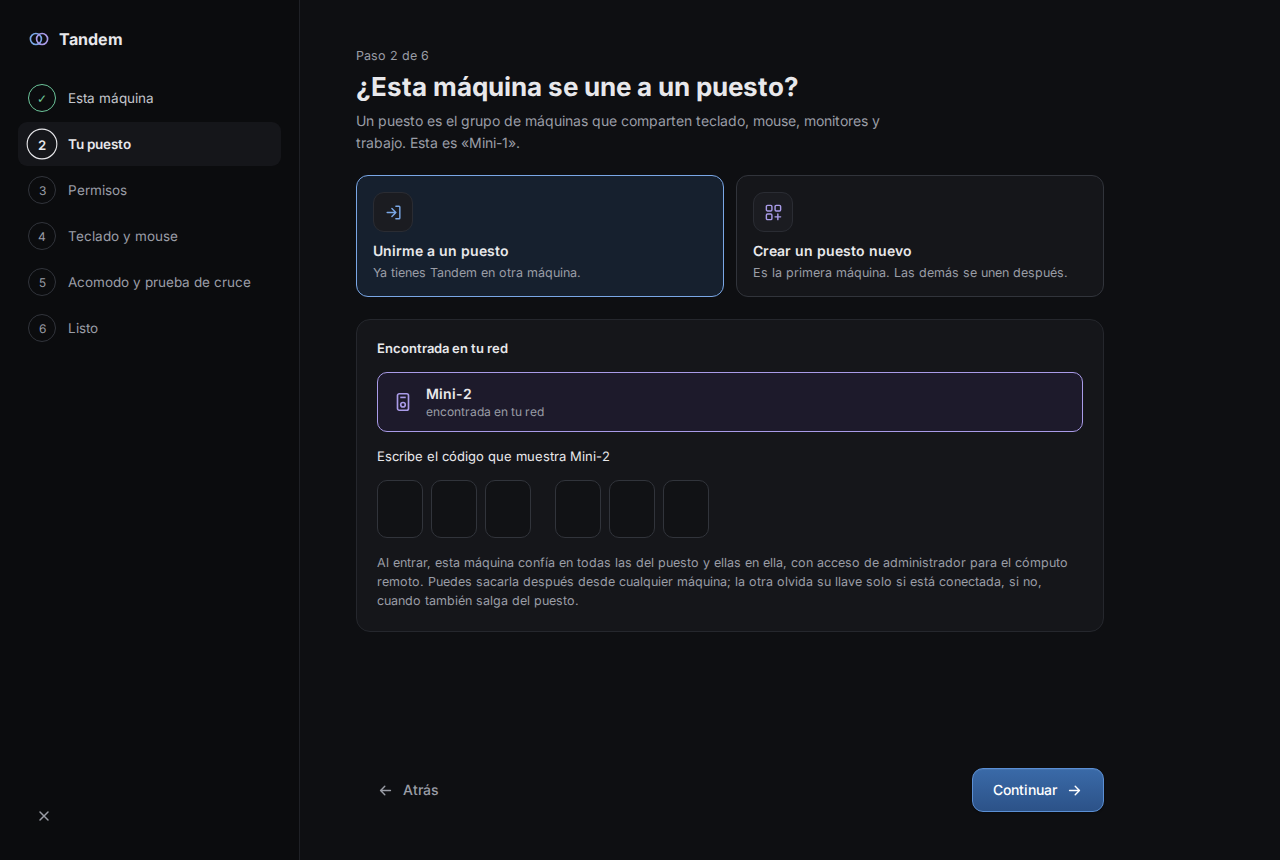 Tandem
✓ Esta máquina
2 Tu puesto
3 Permisos
4 Teclado y mouse
5 Acomodo y prueba de cruce
6 Listo
Paso 2 de 6
¿Esta máquina se une a un puesto?
Un puesto es el grupo de máquinas que comparten teclado, mouse, monitores y
trabajo. Esta es «Mini-1».
Unirme a un puesto
Ya tienes Tandem en otra máquina.
Crear un puesto nuevo
Es la primera máquina. Las demás se unen después.
Encontrada en tu red
Mini-2
encontrada en tu red
Escribe el código que muestra Mini-2
Al entrar, esta máquina confía en todas las del puesto y ellas en ella, con acceso de administrador para el cómputo
remoto. Puedes sacarla después desde cualquier máquina; la otra olvida su llave solo si está conectada, si no,
cuando también salga del puesto.
← Atrás
Continuar →